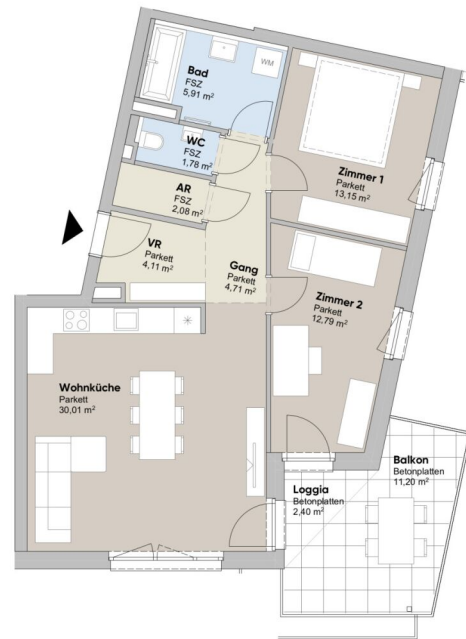 Bad
FSZ
5,91 m²
WM
WC
FSZ
1,78 m²
AR
FSZ
2,08 m²
Zimmer 1
Parkett
13,15 m²
VR
Parkett
4,11 m²
Gang
Parkett
4,71 m²
Zimmer 2
Parkett
12,79 m²
Wohnküche
Parkett
30,01 m²
Balkon
Betonplatten
11,20 m²
Loggia
Betonplatten
2,40 m²